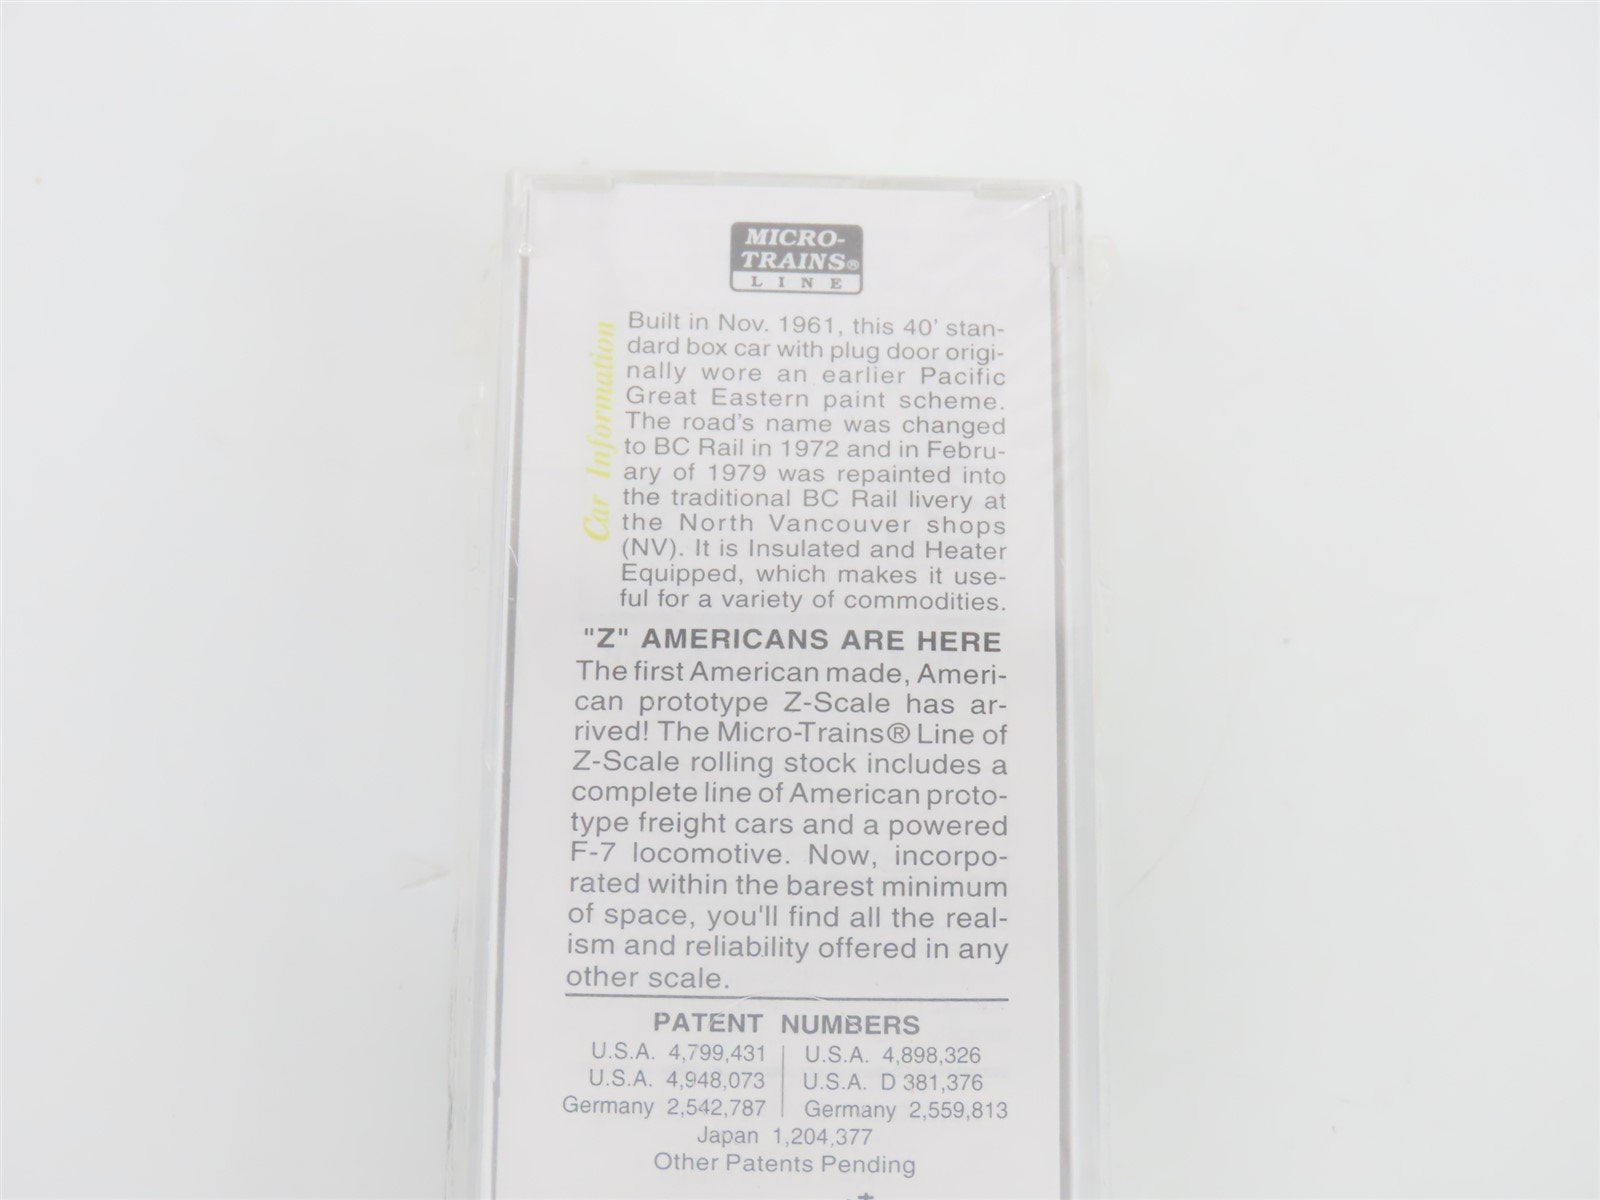 MICRO-
TRAINS®
LINE
Car Information
Built in Nov. 1961, this 40' stan-
dard box car with plug door origi-
nally wore an earlier Pacific
Great Eastern paint scheme.
The road's name was changed
to BC Rail in 1972 and in Febru-
ary of 1979 was repainted into
the traditional BC Rail livery at
the North Vancouver shops
(NV). It is Insulated and Heater
Equipped, which makes it use-
ful for a variety of commodities.
"Z" AMERICANS ARE HERE
The first American made, Ameri-
can prototype Z-Scale has ar-
rived! The Micro-Trains® Line of
Z-Scale rolling stock includes a
complete line of American proto-
type freight cars and a powered
F-7 locomotive. Now, incorpo-
rated within the barest minimum
of space, you'll find all the real-
ism and reliability offered in any
other scale.
PATENT NUMBERS
U.S.A. 4,799,431 | U.S.A. 4,898,326
U.S.A. 4,948,073 | U.S.A. D 381,376
Germany 2,542,787 | Germany 2,559,813
Japan 1,204,377
Other Patents Pending